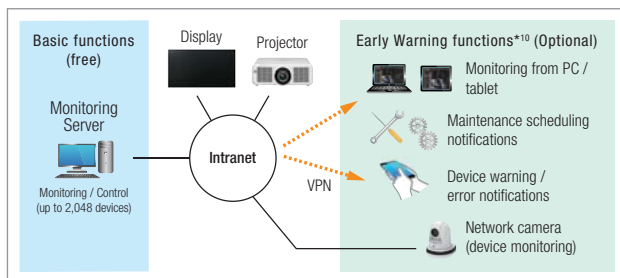 Basic functions
(free)
Monitoring
Server
Monitoring / Control
(up to 2,048 devices)
Display
Projector
Intranet
VPN
Early Warning functions*10 (Optional)
Monitoring from PC /
tablet
Maintenance scheduling
notifications
Device warning /
error notifications
Network camera
(device monitoring)